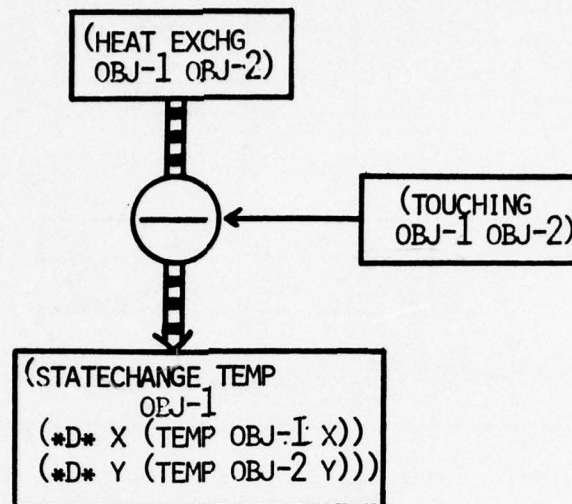 (HEAT EXCHG
OBJ-1 OBJ-2)
(TOUCHING
OBJ-1 OBJ-2)
(STATECHANGE TEMP
OBJ-1
(*D* X (TEMP OBJ-1 X))
(*D* Y (TEMP OBJ-2 Y)))